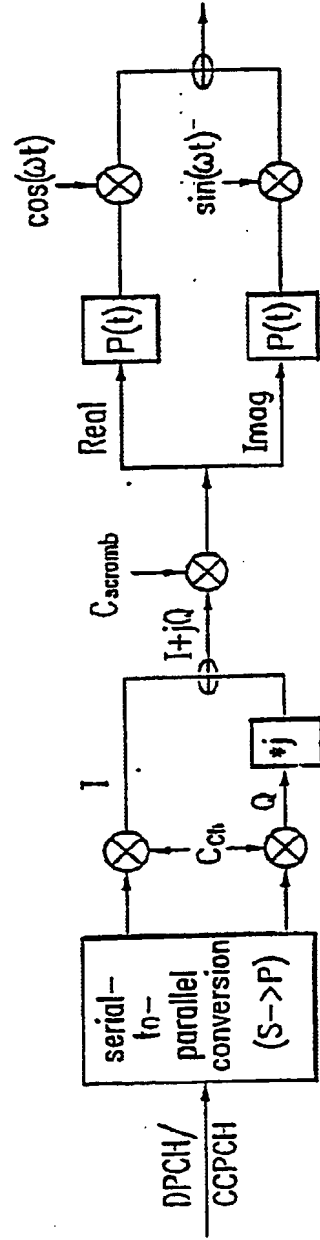 DPCH/
CCPCH
serial-
to-
parallel
conversion
(S->P)
I
CCh
Q
*j
I+jQ
Cscramb
Real
Imag
P(t)
P(t)
cos(ωt)
sin(ωt)